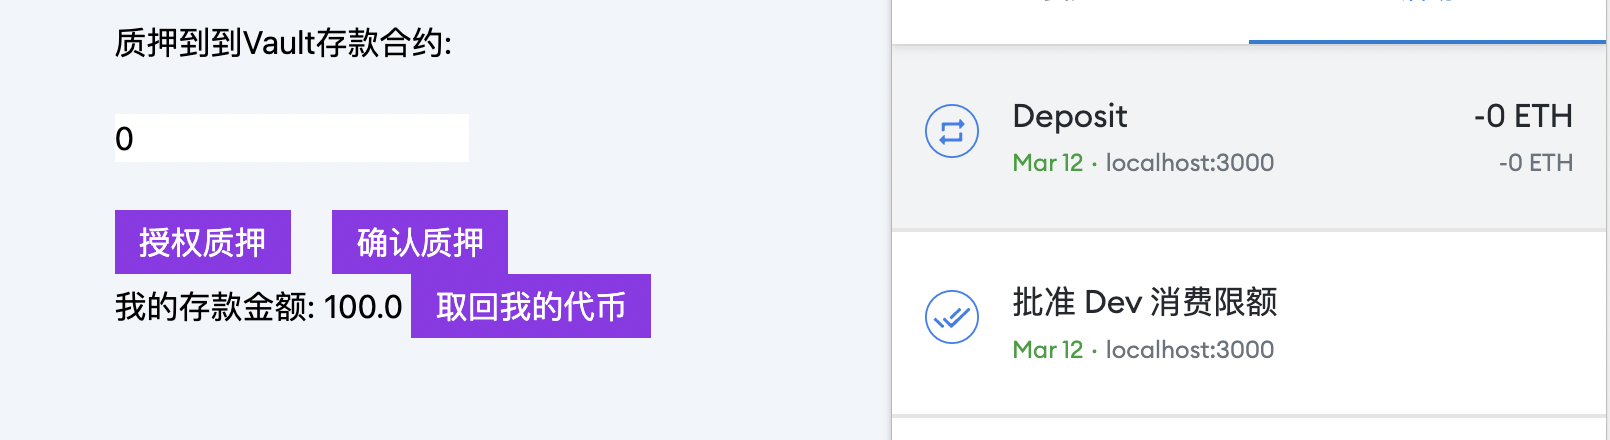 质押到到Vault存款合约:
0
授权质押 确认质押
我的存款金额: 100.0 取回我的代币
Deposit -0 ETH
Mar 12 · localhost:3000 -0 ETH
批准 Dev 消费限额
Mar 12 · localhost:3000